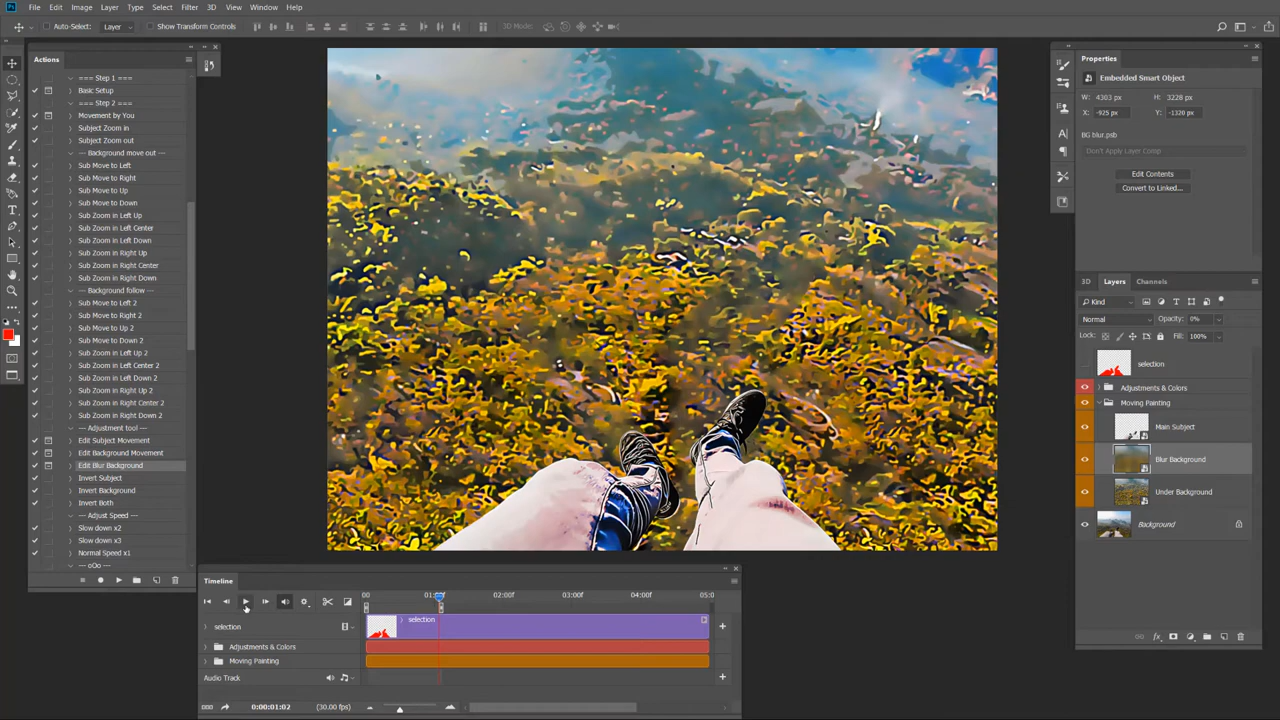 Ps File Edit Image Layer Type Select Filter 3D View Window Help
Auto-Select: Layer Show Transform Controls 3D Mode:
Actions
=== Step 1 ===
Basic Setup
=== Step 2 ===
Movement by You
Subject Zoom in
Subject Zoom out
--- Background move out ---
Sub Move to Left
Sub Move to Right
Sub Move to Up
Sub Move to Down
Sub Zoom in Left Up
Sub Zoom in Left Center
Sub Zoom in Left Down
Sub Zoom in Right Up
Sub Zoom in Right Center
Sub Zoom in Right Down
--- Background follow ---
Sub Move to Left 2
Sub Move to Right 2
Sub Move to Up 2
Sub Move to Down 2
Sub Zoom in Left Up 2
Sub Zoom in Left Center 2
Sub Zoom in Left Down 2
Sub Zoom in Right Up 2
Sub Zoom in Right Center 2
Sub Zoom in Right Down 2
--- Adjustment tool ---
Edit Subject Movement
Edit Background Movement
Edit Blur Background
Invert Subject
Invert Background
Invert Both
--- Adjust Speed ---
Slow down x2
Slow down x3
Normal Speed x1
-- oOo --
Timeline
00 01:00f 02:00f 03:00f 04:00f 05:0
selection
selection
Adjustments & Colors
Moving Painting
Audio Track
0:00:01:02 (30.00 fps)
Properties
Embedded Smart Object
W: 4303 px H: 3228 px
X: -925 px Y: -1320 px
BG blur.psb
Don't Apply Layer Comp
Edit Contents
Convert to Linked...
3D Layers Channels
Kind
Normal Opacity: 0%
Lock: Fill: 100%
selection
Adjustments & Colors
Moving Painting
Main Subject
Blur Background
Under Background
Background